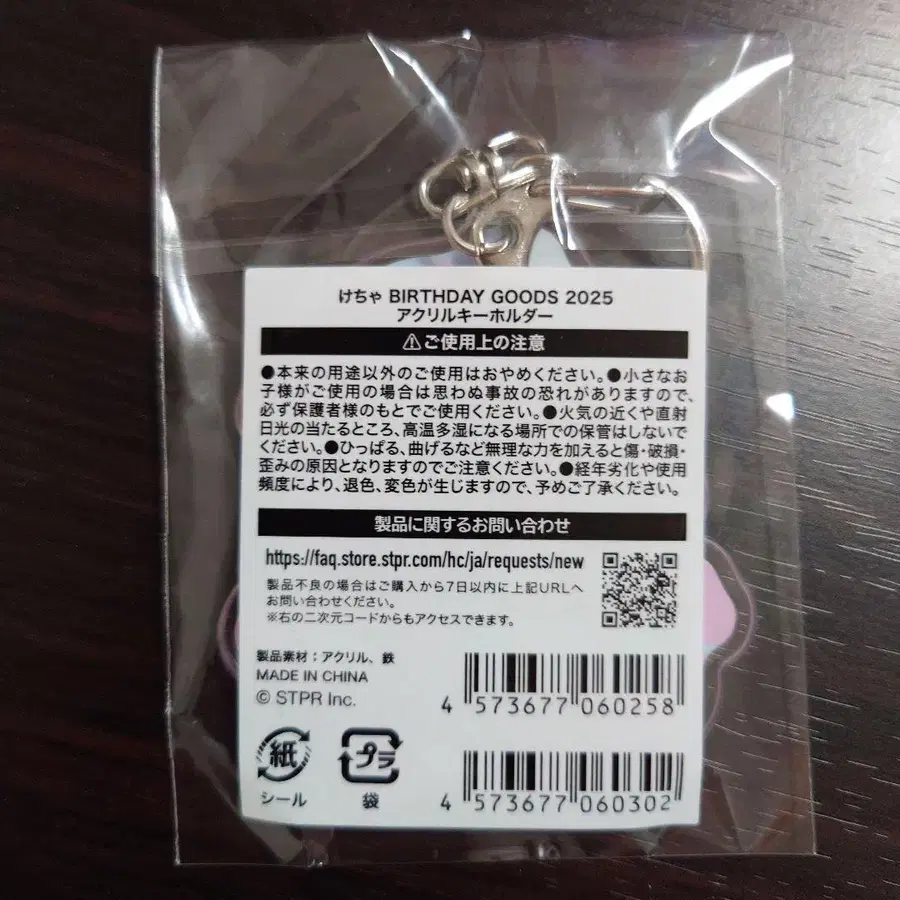 けちゃ BIRTHDAY GOODS 2025
アクリルキーホルダー
⚠ご使用上の注意
●本来の用途以外のご使用はおやめください。●小さなお
子様がご使用の場合は思わぬ事故の恐れがありますので、
必ず保護者様のもとでご使用ください。●火気の近くや直射
日光の当たるところ、高温多湿になる場所での保管はしないで
ください。●ひっぱる、曲げるなど無理な力を加えると傷・破損・
歪みの原因となりますのでご注意ください。●経年劣化や使用
頻度により、退色、変色が生じますので、予めご了承ください。
製品に関するお問い合わせ
https://faq.store.stpr.com/hc/ja/requests/new
製品不良の場合はご購入から7日以内に上記URLへ
お問い合わせください。
※右の二次元コードからもアクセスできます。
製品素材：アクリル、鉄
MADE IN CHINA
© STPR Inc.
4 573677 060258
紙
シール
プラ
袋
4 573677 060302